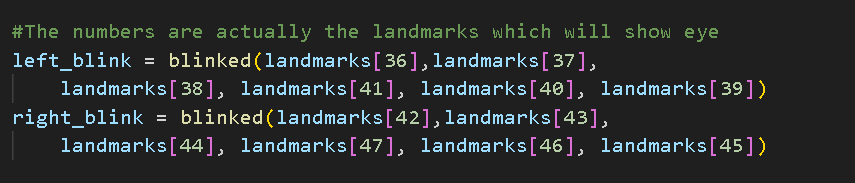 #The numbers are actually the landmarks which will show eye
left_blink = blinked(landmarks[36],landmarks[37],
landmarks[38], landmarks[41], landmarks[40], landmarks[39])
right_blink = blinked(landmarks[42],landmarks[43],
landmarks[44], landmarks[47], landmarks[46], landmarks[45])